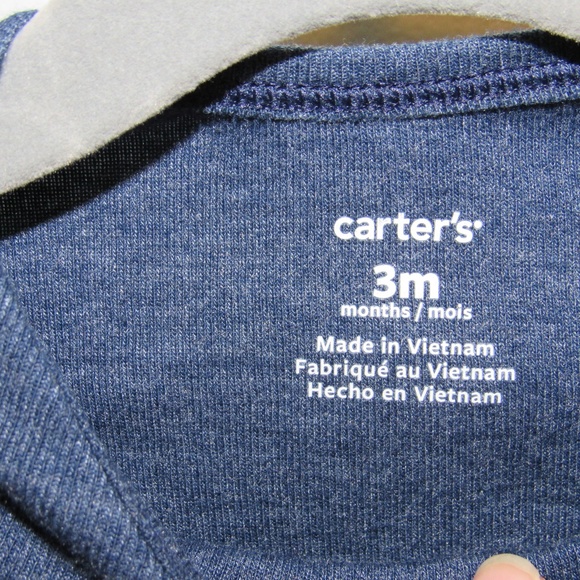 carter's
3m
months / mois
Made in Vietnam
Fabriqué au Vietnam
Hecho en Vietnam